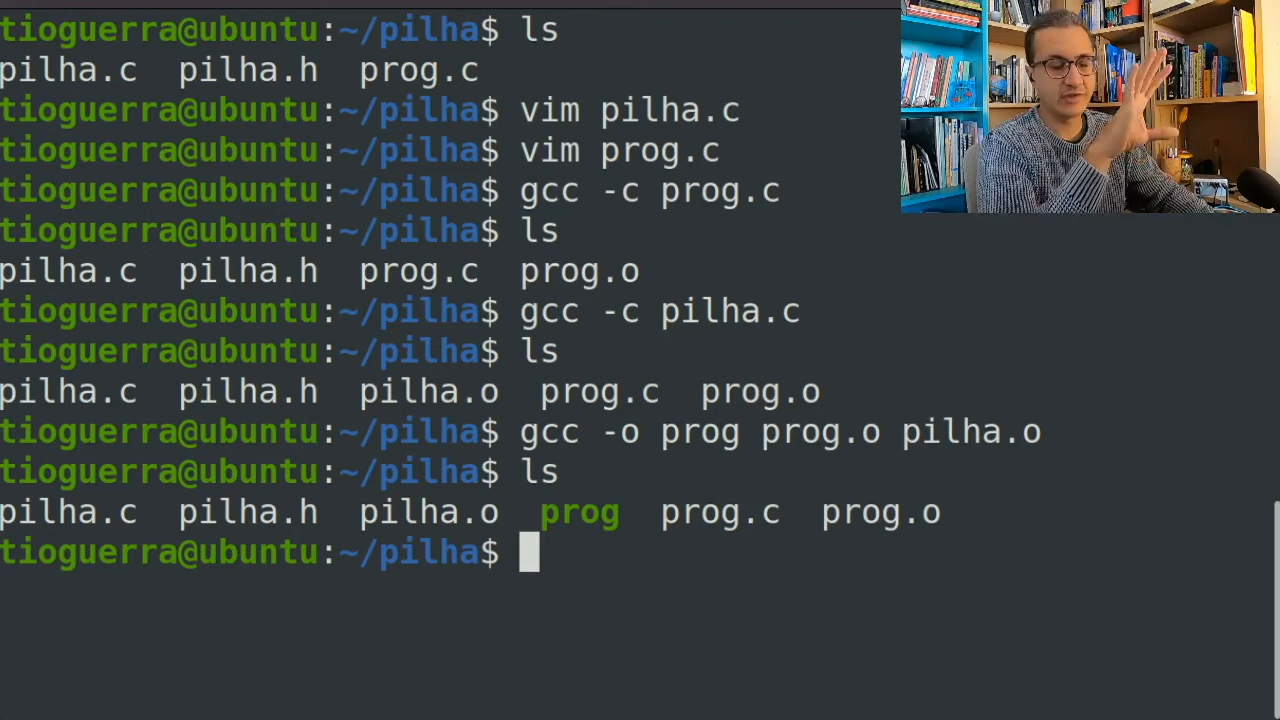 tioguerra@ubuntu:~/pilha$ ls
pilha.c  pilha.h  prog.c
tioguerra@ubuntu:~/pilha$ vim pilha.c
tioguerra@ubuntu:~/pilha$ vim prog.c
tioguerra@ubuntu:~/pilha$ gcc -c prog.c
tioguerra@ubuntu:~/pilha$ ls
pilha.c  pilha.h  prog.c  prog.o
tioguerra@ubuntu:~/pilha$ gcc -c pilha.c
tioguerra@ubuntu:~/pilha$ ls
pilha.c  pilha.h  pilha.o  prog.c  prog.o
tioguerra@ubuntu:~/pilha$ gcc -o prog prog.o pilha.o
tioguerra@ubuntu:~/pilha$ ls
pilha.c  pilha.h  pilha.o  prog  prog.c  prog.o
tioguerra@ubuntu:~/pilha$